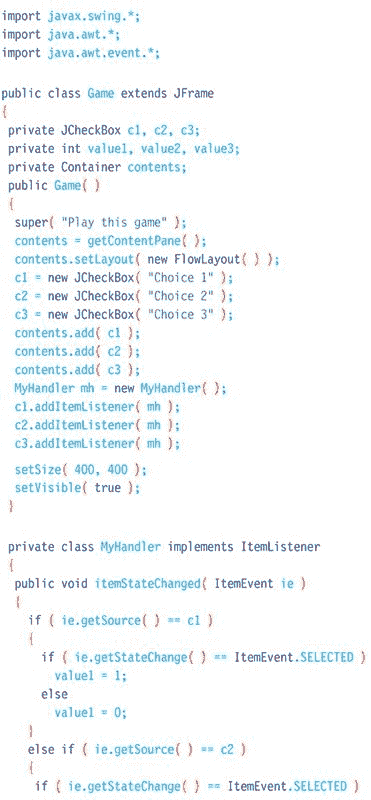 import javax.swing.*;
import java.awt.*;
import java.awt.event.*;
public class Game extends JFrame
{
private JCheckBox c1, c2, c3;
private int value1, value2, value3;
private Container contents;
public Game( )
{
super( "Play this game" );
contents = getContentPane( );
contents.setLayout( new FlowLayout( ) );
c1 = new JCheckBox( "Choice 1" );
c2 = new JCheckBox( "Choice 2" );
c3 = new JCheckBox( "Choice 3" );
contents.add( c1 );
contents.add( c2 );
contents.add( c3 );
MyHandler mh = new MyHandler( );
c1.addItemListener( mh );
c2.addItemListener( mh );
c3.addItemListener( mh );
setSize( 400, 400 );
setVisible( true );
}
private class MyHandler implements ItemListener
{
public void itemStateChanged( ItemEvent ie )
{
if ( ie.getSource( ) == c1 )
{
if ( ie.getStateChange( ) == ItemEvent.SELECTED )
value1 = 1;
else
value1 = 0;
}
else if ( ie.getSource( ) == c2 )
{
if ( ie.getStateChange( ) == ItemEvent.SELECTED )